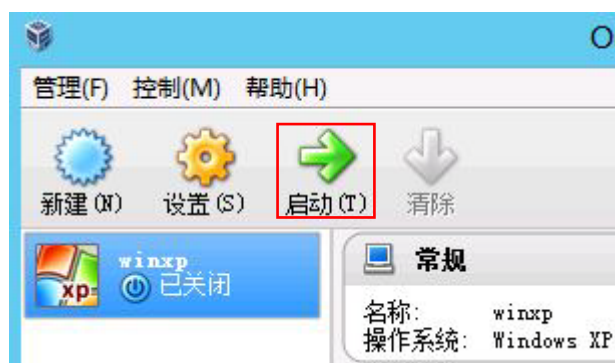 O
管理(F) 控制(M) 帮助(H)
新建(N) 设置(S) 启动(T) 清除
winxp
xp
已关闭
常规
名称: winxp
操作系统: Windows XP